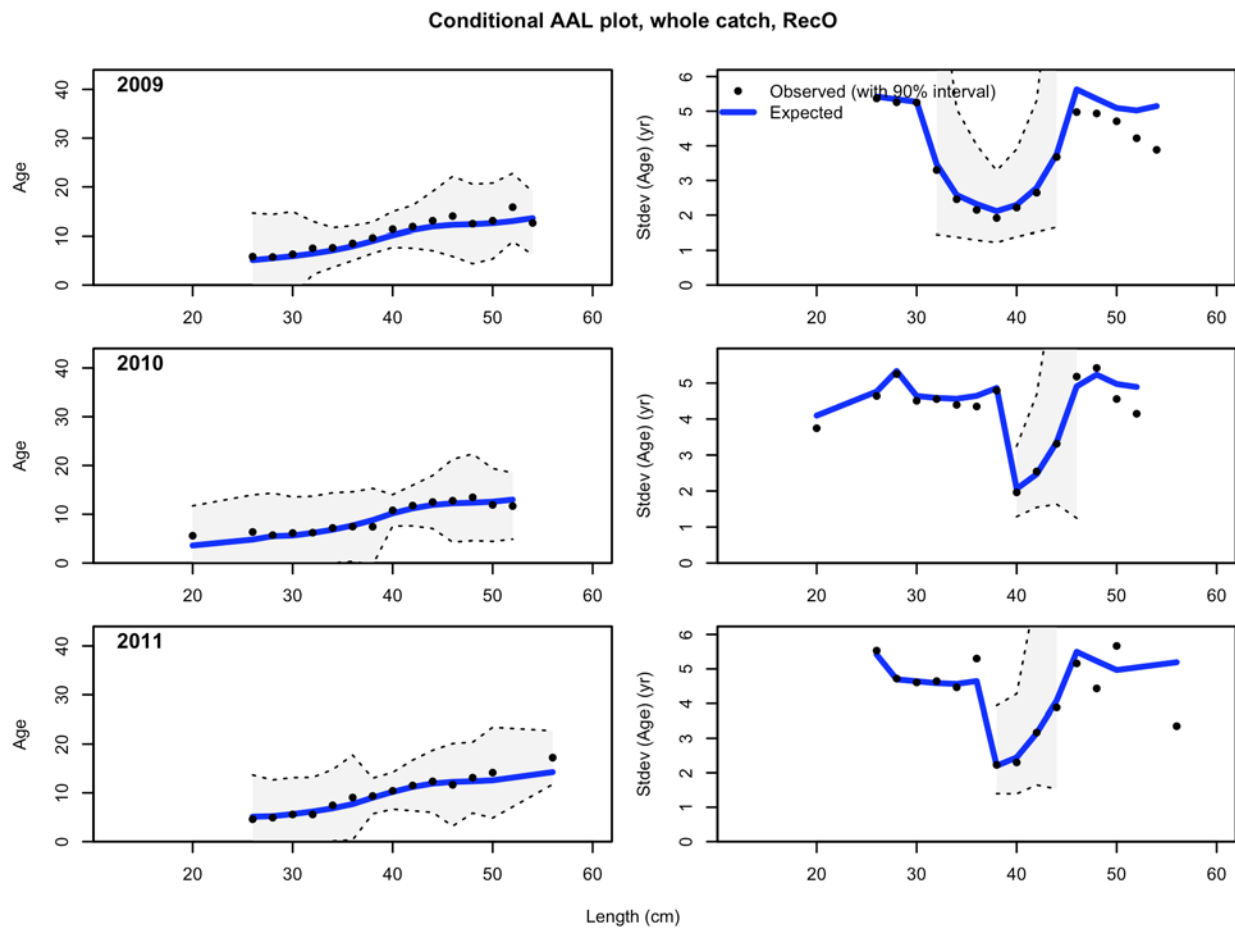 Conditional AAL plot, whole catch, RecO
2009
Age
0 10 20 30 40
20 30 40 50 60
Observed (with 90% interval)
Expected
Stdev (Age) (yr)
0 1 2 3 4 5 6
20 30 40 50 60
2010
Age
0 10 20 30 40
20 30 40 50 60
Stdev (Age) (yr)
0 1 2 3 4 5
20 30 40 50 60
2011
Age
0 10 20 30 40
20 30 40 50 60
Stdev (Age) (yr)
0 1 2 3 4 5 6
20 30 40 50 60
Length (cm)